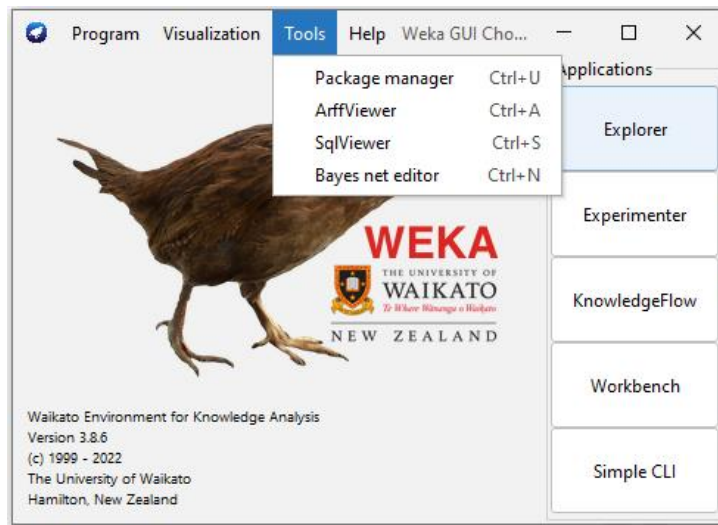 Program Visualization Tools Help Weka GUI Cho...
Package manager Ctrl+U
ArffViewer Ctrl+A
SqlViewer Ctrl+S
Bayes net editor Ctrl+N
Applications
Explorer
Experimenter
KnowledgeFlow
Workbench
Simple CLI
WEKA
THE UNIVERSITY OF
WAIKATO
Te Whare Wānanga o Waikato
NEW ZEALAND
Waikato Environment for Knowledge Analysis
Version 3.8.6
(c) 1999 - 2022
The University of Waikato
Hamilton, New Zealand